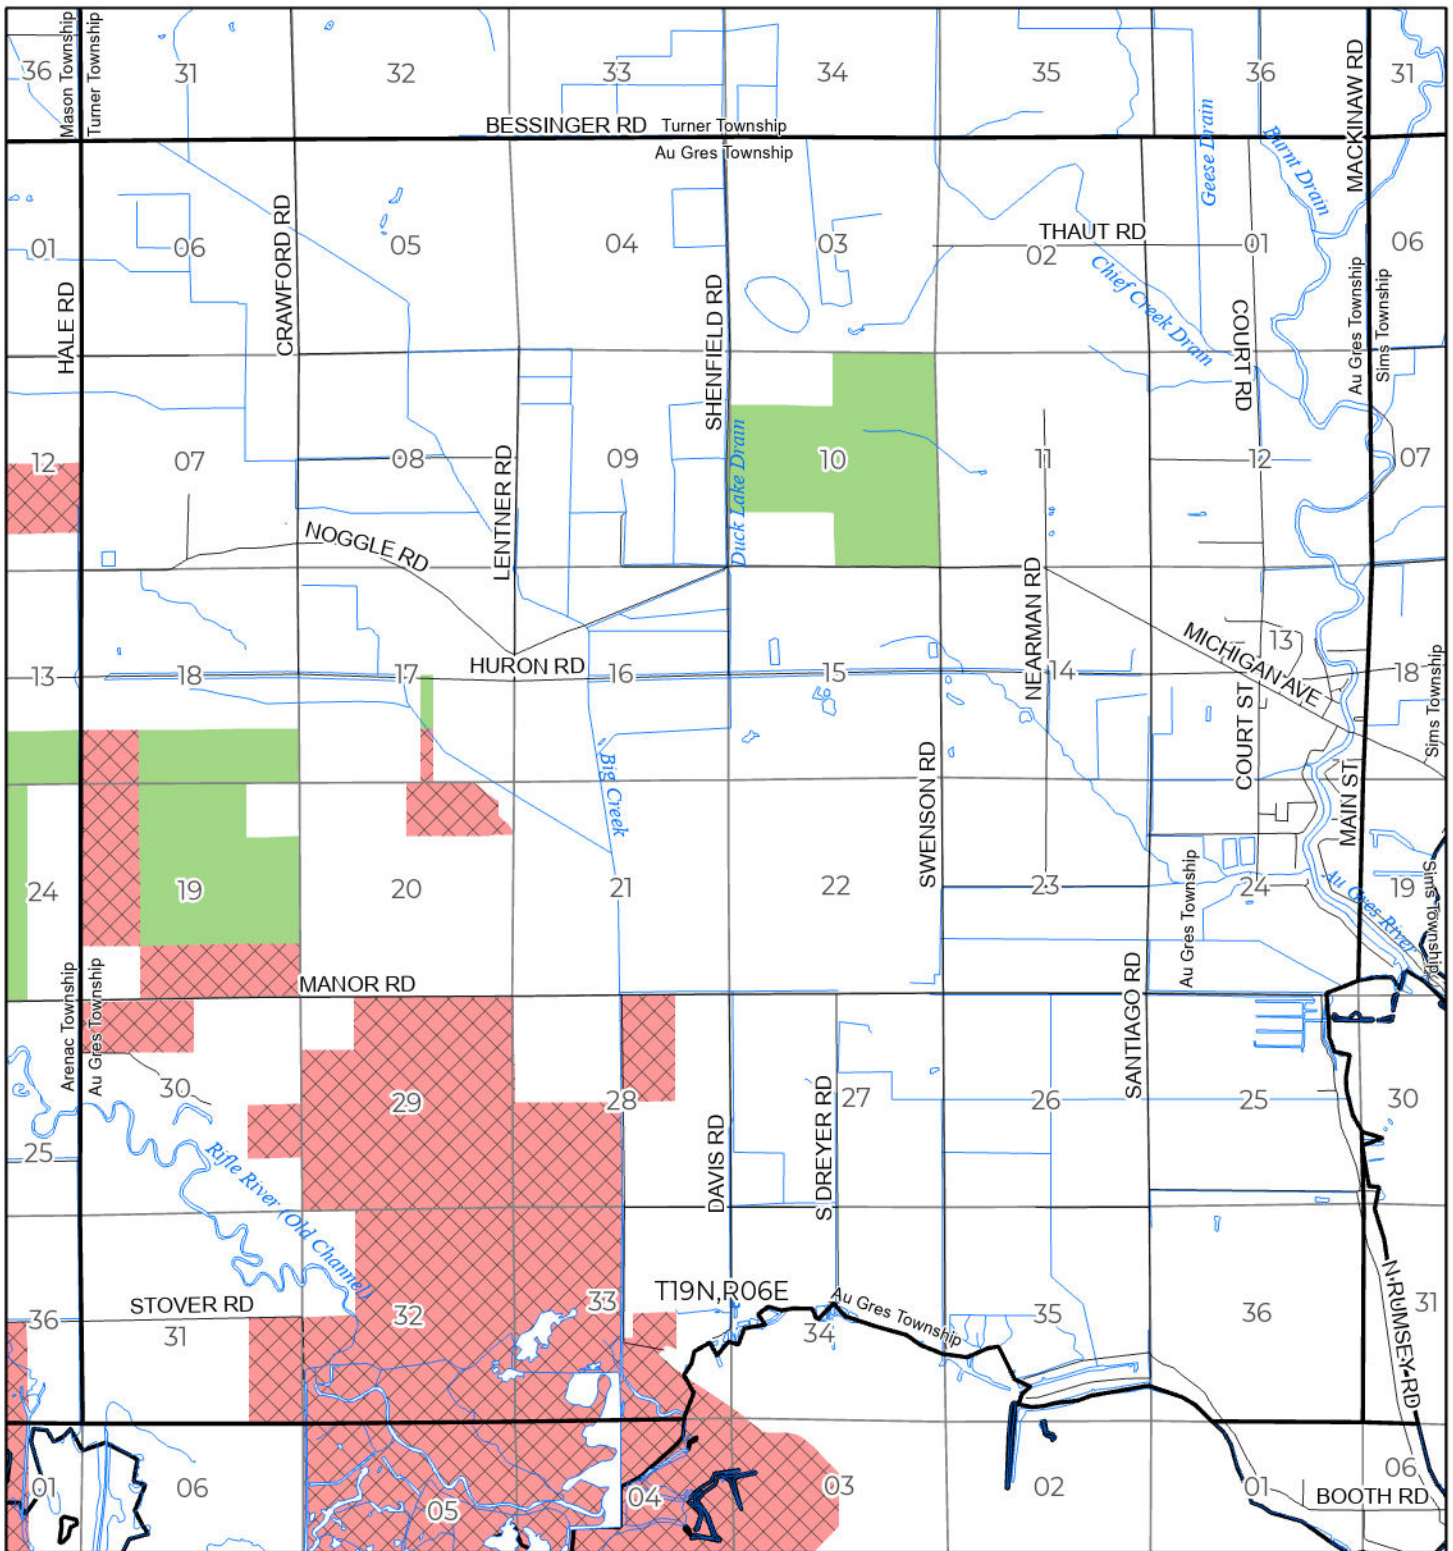 36
Mason Township
Turner Township
31
32
33
34
35
36
MACKINAW RD
31
BESSINGER RD
Turner Township
Au Gres Township
Geese Drain
Burnt Drain
01
06
CRAWFORD RD
05
04
03
THAUT RD
02
01
06
HALE RD
SHENFIELD RD
Chief Creek Drain
COURT RD
Au Gres Township
Sims Township
12
07
08
LENTNER RD
09
Duck Lake Drain
10
11
12
07
NOGGLE RD
NEARMAN RD
MICHIGAN AVE
13
13
18
17
HURON RD
16
15
14
18
Sims Township
COURT ST
Big Creek
SWENSON RD
MAIN ST
24
19
20
21
22
23
Au Gres Township
24
Au Gres River
19
Sims Township
Arenac Township
Au Gres Township
MANOR RD
SANTIAGO RD
30
29
28
DAVIS RD
S DREYER RD
27
26
25
30
25
Rifle River (Old Channel)
36
STOVER RD
31
32
33
T19N,R06E
34
Au Gres Township
35
36
N RUMSEY RD
31
01
06
05
04
03
02
01
06
BOOTH RD